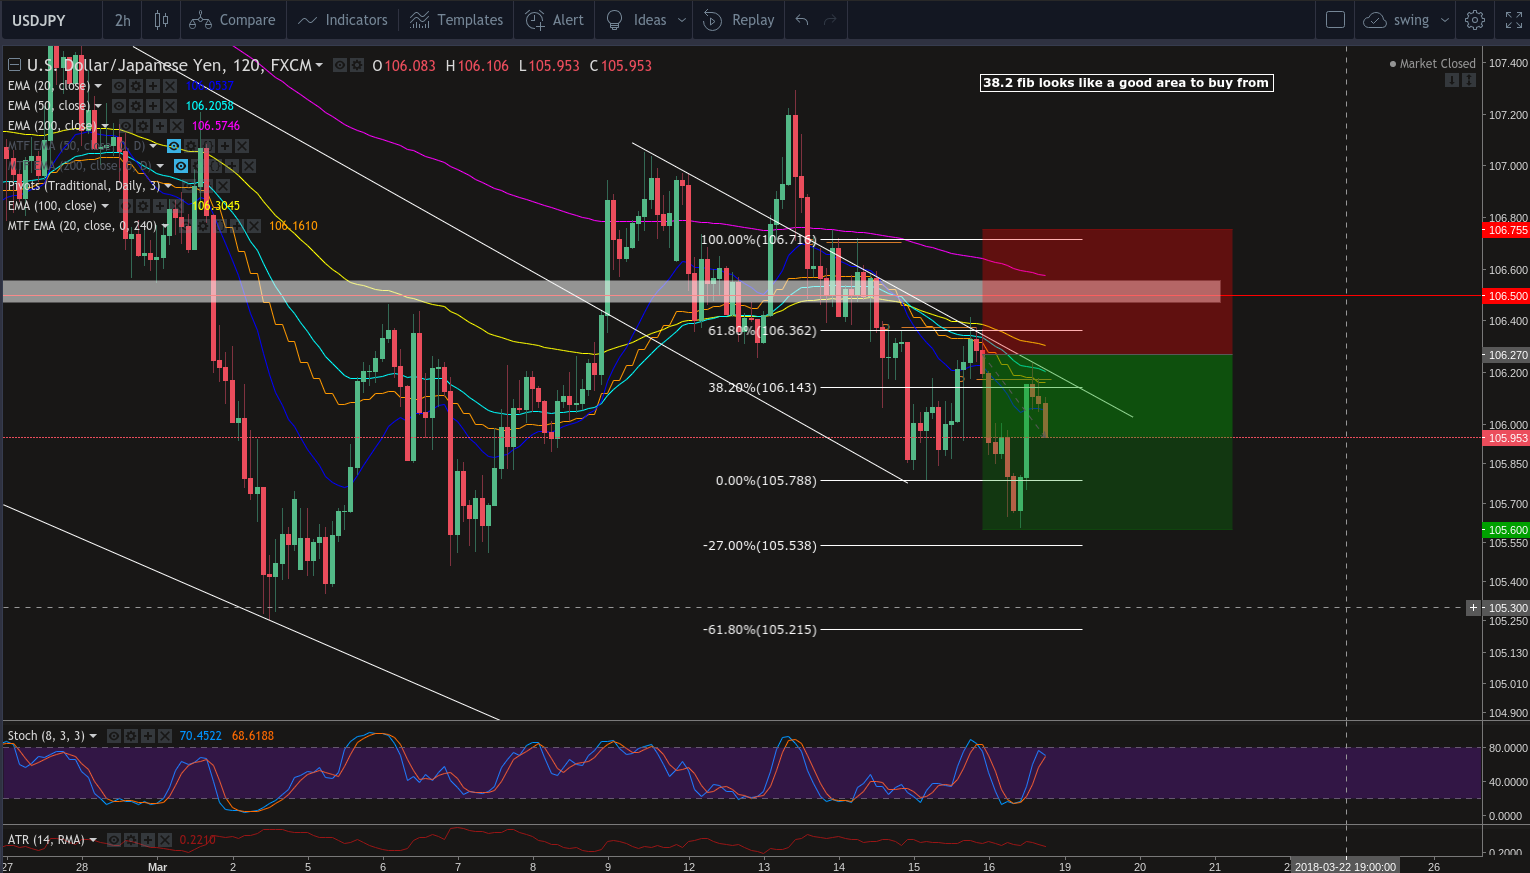 USDJPY 2h Compare Indicators Templates Alert Ideas Replay swing
U.S. Dollar/Japanese Yen, 120, FXCM O106.083 H106.106 L105.953 C105.953
Market Closed
38.2 fib looks like a good area to buy from
EMA (20, close)
EMA (50, close) 106.2058
EMA (200, close) 106.5746
MTF EMA (50, close, 0, D)
MTF EMA (200, close, 0, D)
Pivots (Traditional, Daily, 3)
EMA (100, close) 106.3045
MTF EMA (20, close, 0, 240) 106.1610
100.00%(106.716)
61.80%(106.362)
38.20%(106.143)
0.00%(105.788)
-27.00%(105.538)
-61.80%(105.215)
107.400
107.200
107.000
106.800
106.755
106.600
106.500
106.400
106.270
106.200
106.000
105.953
105.850
105.700
105.600
105.550
105.400
105.300
105.250
105.130
105.010
104.900
Stoch (8, 3, 3) 70.4522 68.6188
80.0000
40.0000
0.0000
ATR (14, RMA) 0.2210
0.2000
27 28 Mar 2 5 6 7 8 9 12 13 14 15 16 19 20 21 2018-03-22 19:00:00 26